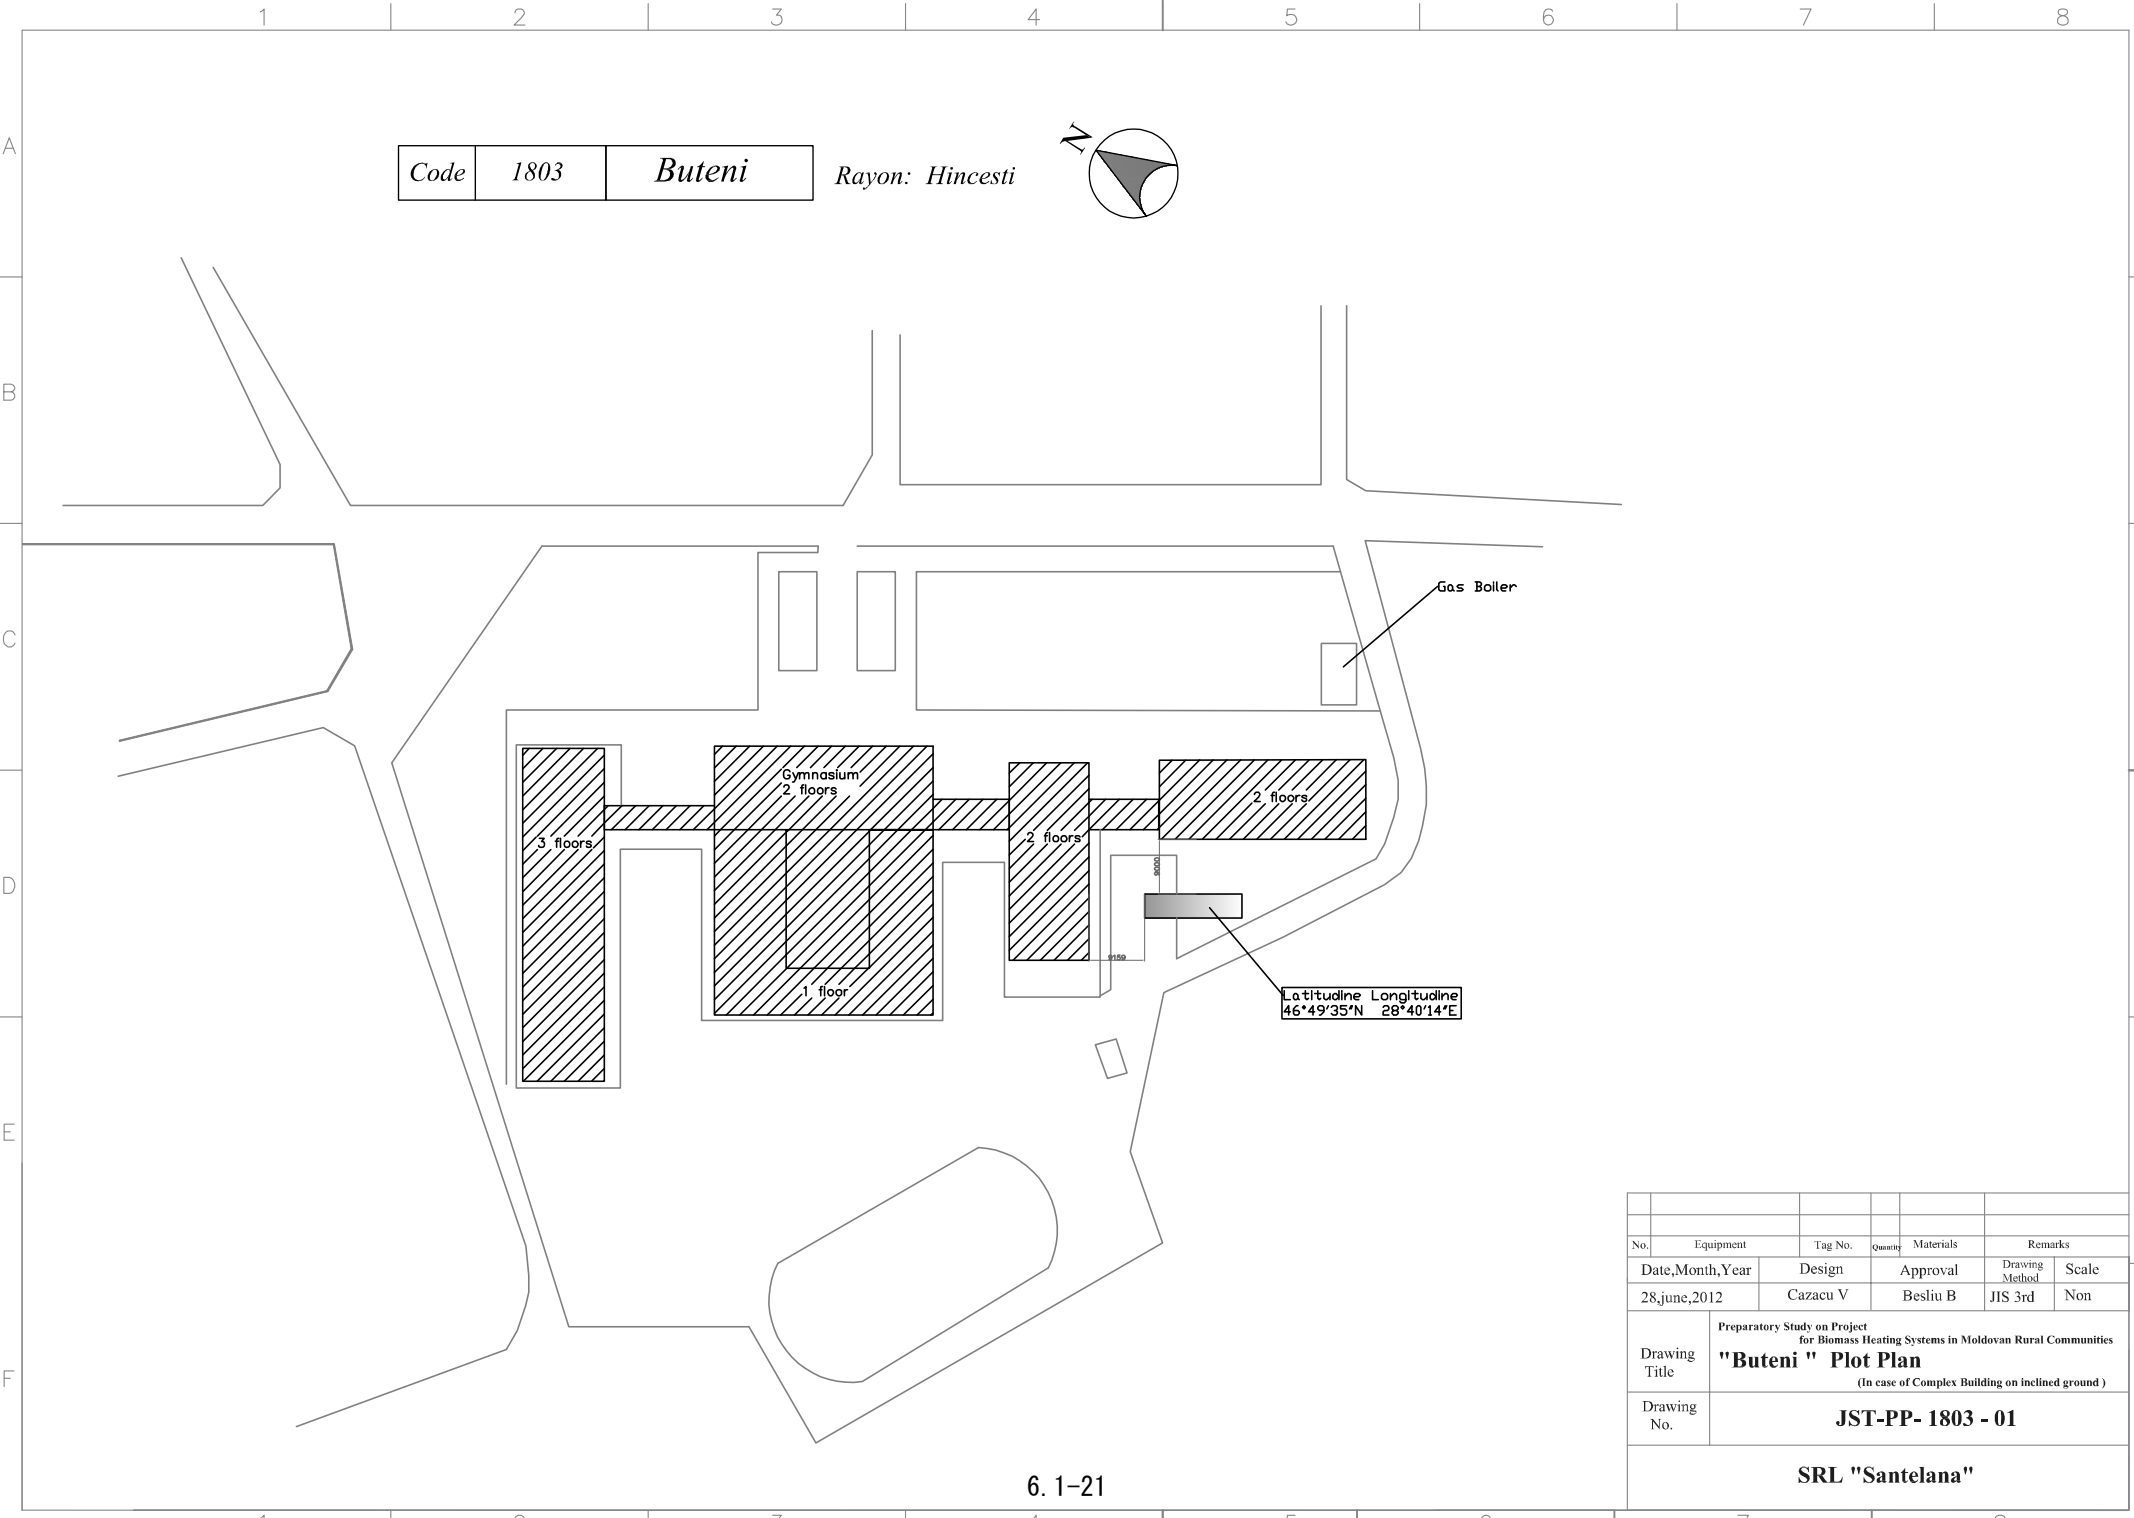 1 2 3 4 5 6 7 8
A
B
C
D
E
F
Code 1803 Buteni Rayon: Hincesti
N
Gas Boiler
Gymnasium
2 floors
2 floors
3 floors
2 floors
1 floor
9000
9159
Latitudine Longitudine
46°49'35"N 28°40'14"E
No. Equipment Tag No. Quantity Materials Remarks
Date,Month,Year Design Approval Drawing Method Scale
28,june,2012 Cazacu V Besliu B JIS 3rd Non
Drawing Title
Preparatory Study on Project
for Biomass Heating Systems in Moldovan Rural Communities
"Buteni " Plot Plan
(In case of Complex Building on inclined ground )
Drawing No.
JST-PP- 1803 - 01
SRL "Santelana"
6. 1-21